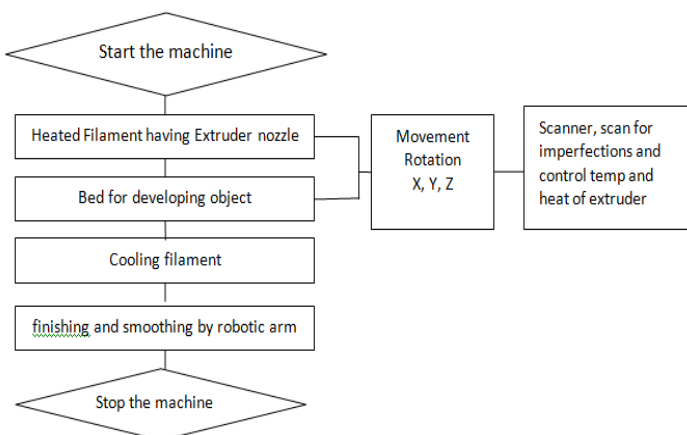 Start the machine
Heated Filament having Extruder nozzle
Bed for developing object
Cooling filament
finishing and smoothing by robotic arm
Stop the machine
Movement
Rotation
X, Y, Z
Scanner, scan for
imperfections and
control temp and
heat of extruder